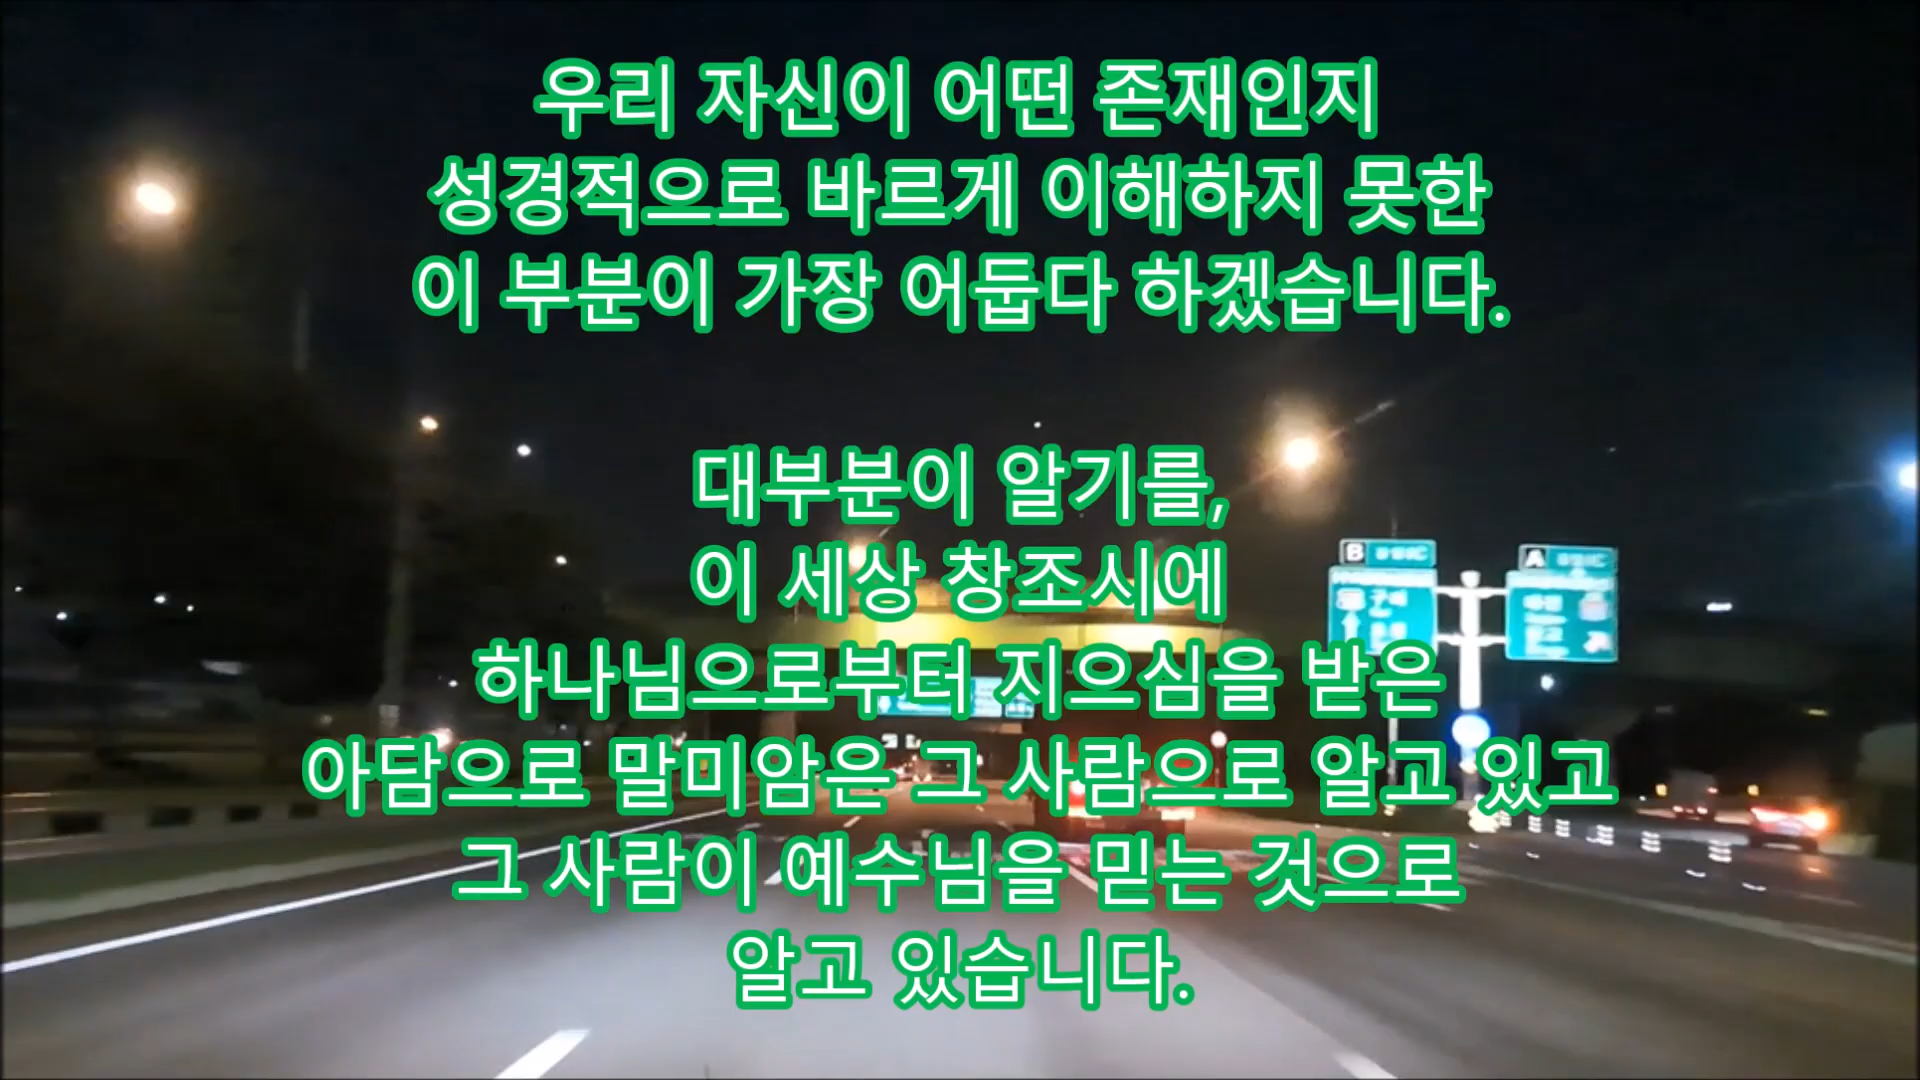 우리 자신이 어떤 존재인지
성경적으로 바르게 이해하지 못한
이 부분이 가장 어둡다 하겠습니다.
대부분이 알기를,
이 세상 창조시에
하나님으로부터 지으심을 받은
아담으로 말미암은 그 사람으로 알고 있고
그 사람이 예수님을 믿는 것으로
알고 있습니다.
B
A